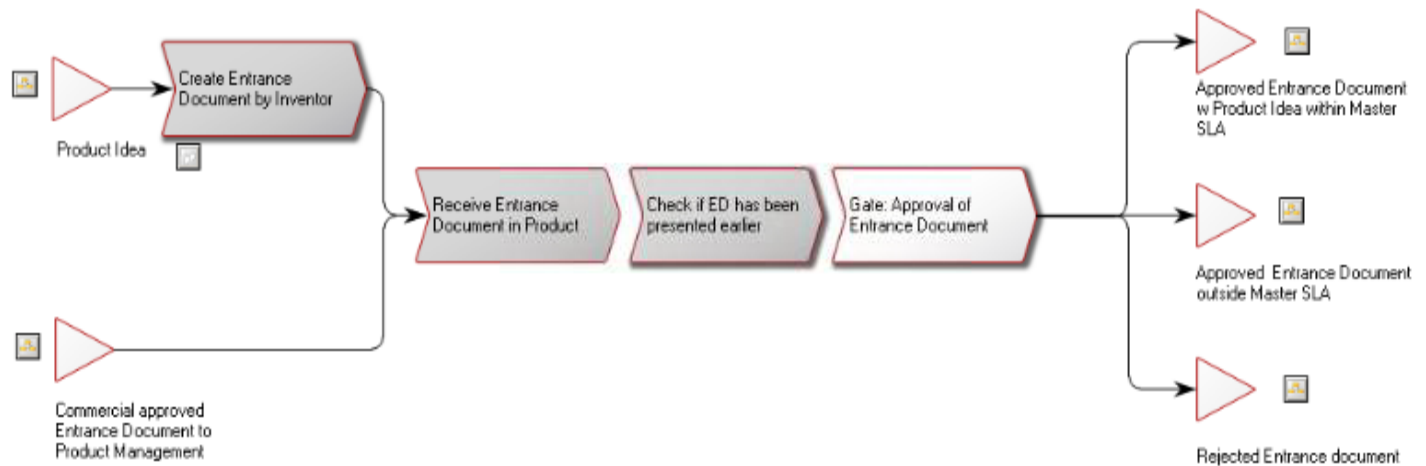 Create Entrance
Document by Inventor
Product Idea
Receive Entrance
Document in Product
Check if ED has been
presented earlier
Gate: Approval of
Entrance Document
Approved Entrance Document
w Product Idea within Master
SLA
Approved  Entrance Document
outside Master SLA
Commercial approved
Entrance Document to
Product Management
Rejected Entrance document